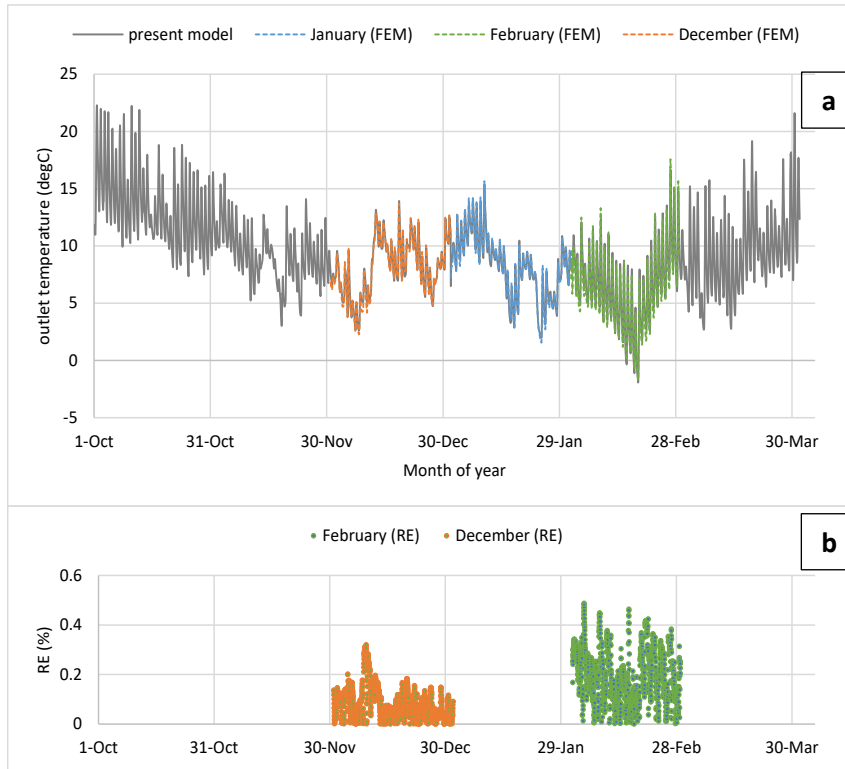 present model January (FEM) February (FEM) December (FEM)
a
25
20
15
10
5
0
-5
outlet temperature (degC)
1-Oct 31-Oct 30-Nov 30-Dec 29-Jan 28-Feb 30-Mar
Month of year
February (RE) December (RE)
b
0.6
0.4
0.2
0
RE (%)
1-Oct 31-Oct 30-Nov 30-Dec 29-Jan 28-Feb 30-Mar